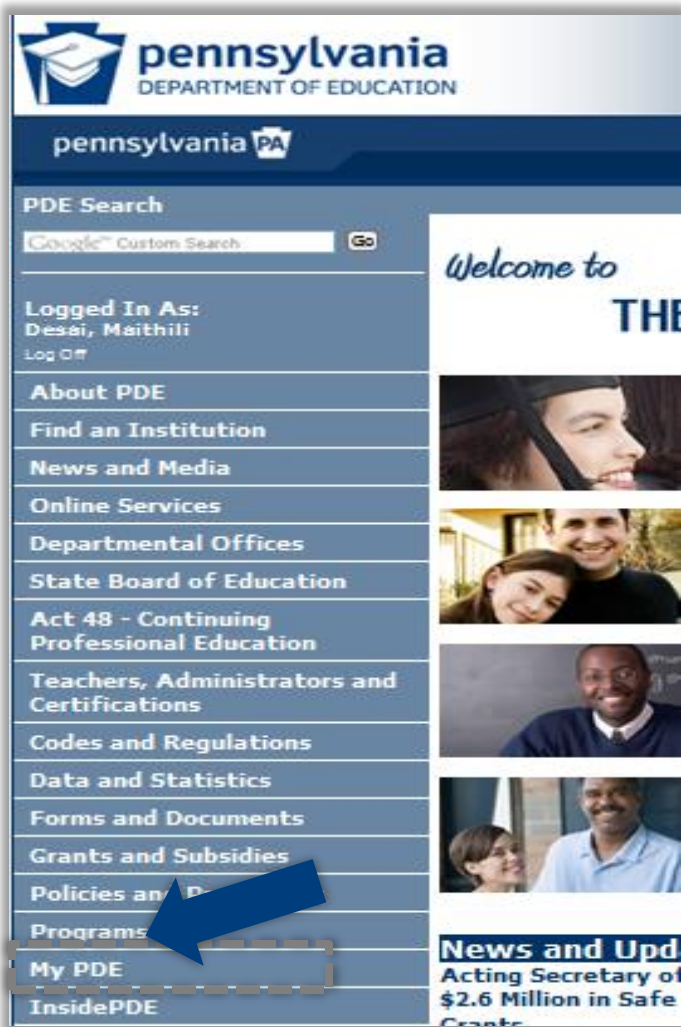 pennsylvania
DEPARTMENT OF EDUCATION
pennsylvania PA
PDE Search
Google™ Custom Search
Go
Logged In As:
Desai, Maithili
Log Off
About PDE
Find an Institution
News and Media
Online Services
Departmental Offices
State Board of Education
Act 48 - Continuing
Professional Education
Teachers, Administrators and
Certifications
Codes and Regulations
Data and Statistics
Forms and Documents
Grants and Subsidies
Policies and
Programs
My PDE
InsidePDE
Welcome to
THE
News and Upd
Acting Secretary of
$2.6 Million in Safe
Grants